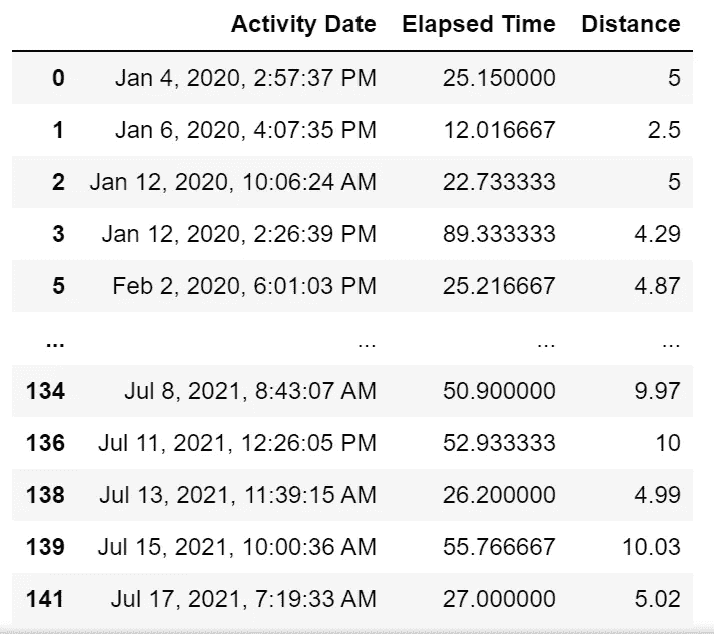 Activity Date Elapsed Time Distance
0 Jan 4, 2020, 2:57:37 PM 25.150000 5
1 Jan 6, 2020, 4:07:35 PM 12.016667 2.5
2 Jan 12, 2020, 10:06:24 AM 22.733333 5
3 Jan 12, 2020, 2:26:39 PM 89.333333 4.29
5 Feb 2, 2020, 6:01:03 PM 25.216667 4.87
... ... ... ...
134 Jul 8, 2021, 8:43:07 AM 50.900000 9.97
136 Jul 11, 2021, 12:26:05 PM 52.933333 10
138 Jul 13, 2021, 11:39:15 AM 26.200000 4.99
139 Jul 15, 2021, 10:00:36 AM 55.766667 10.03
141 Jul 17, 2021, 7:19:33 AM 27.000000 5.02